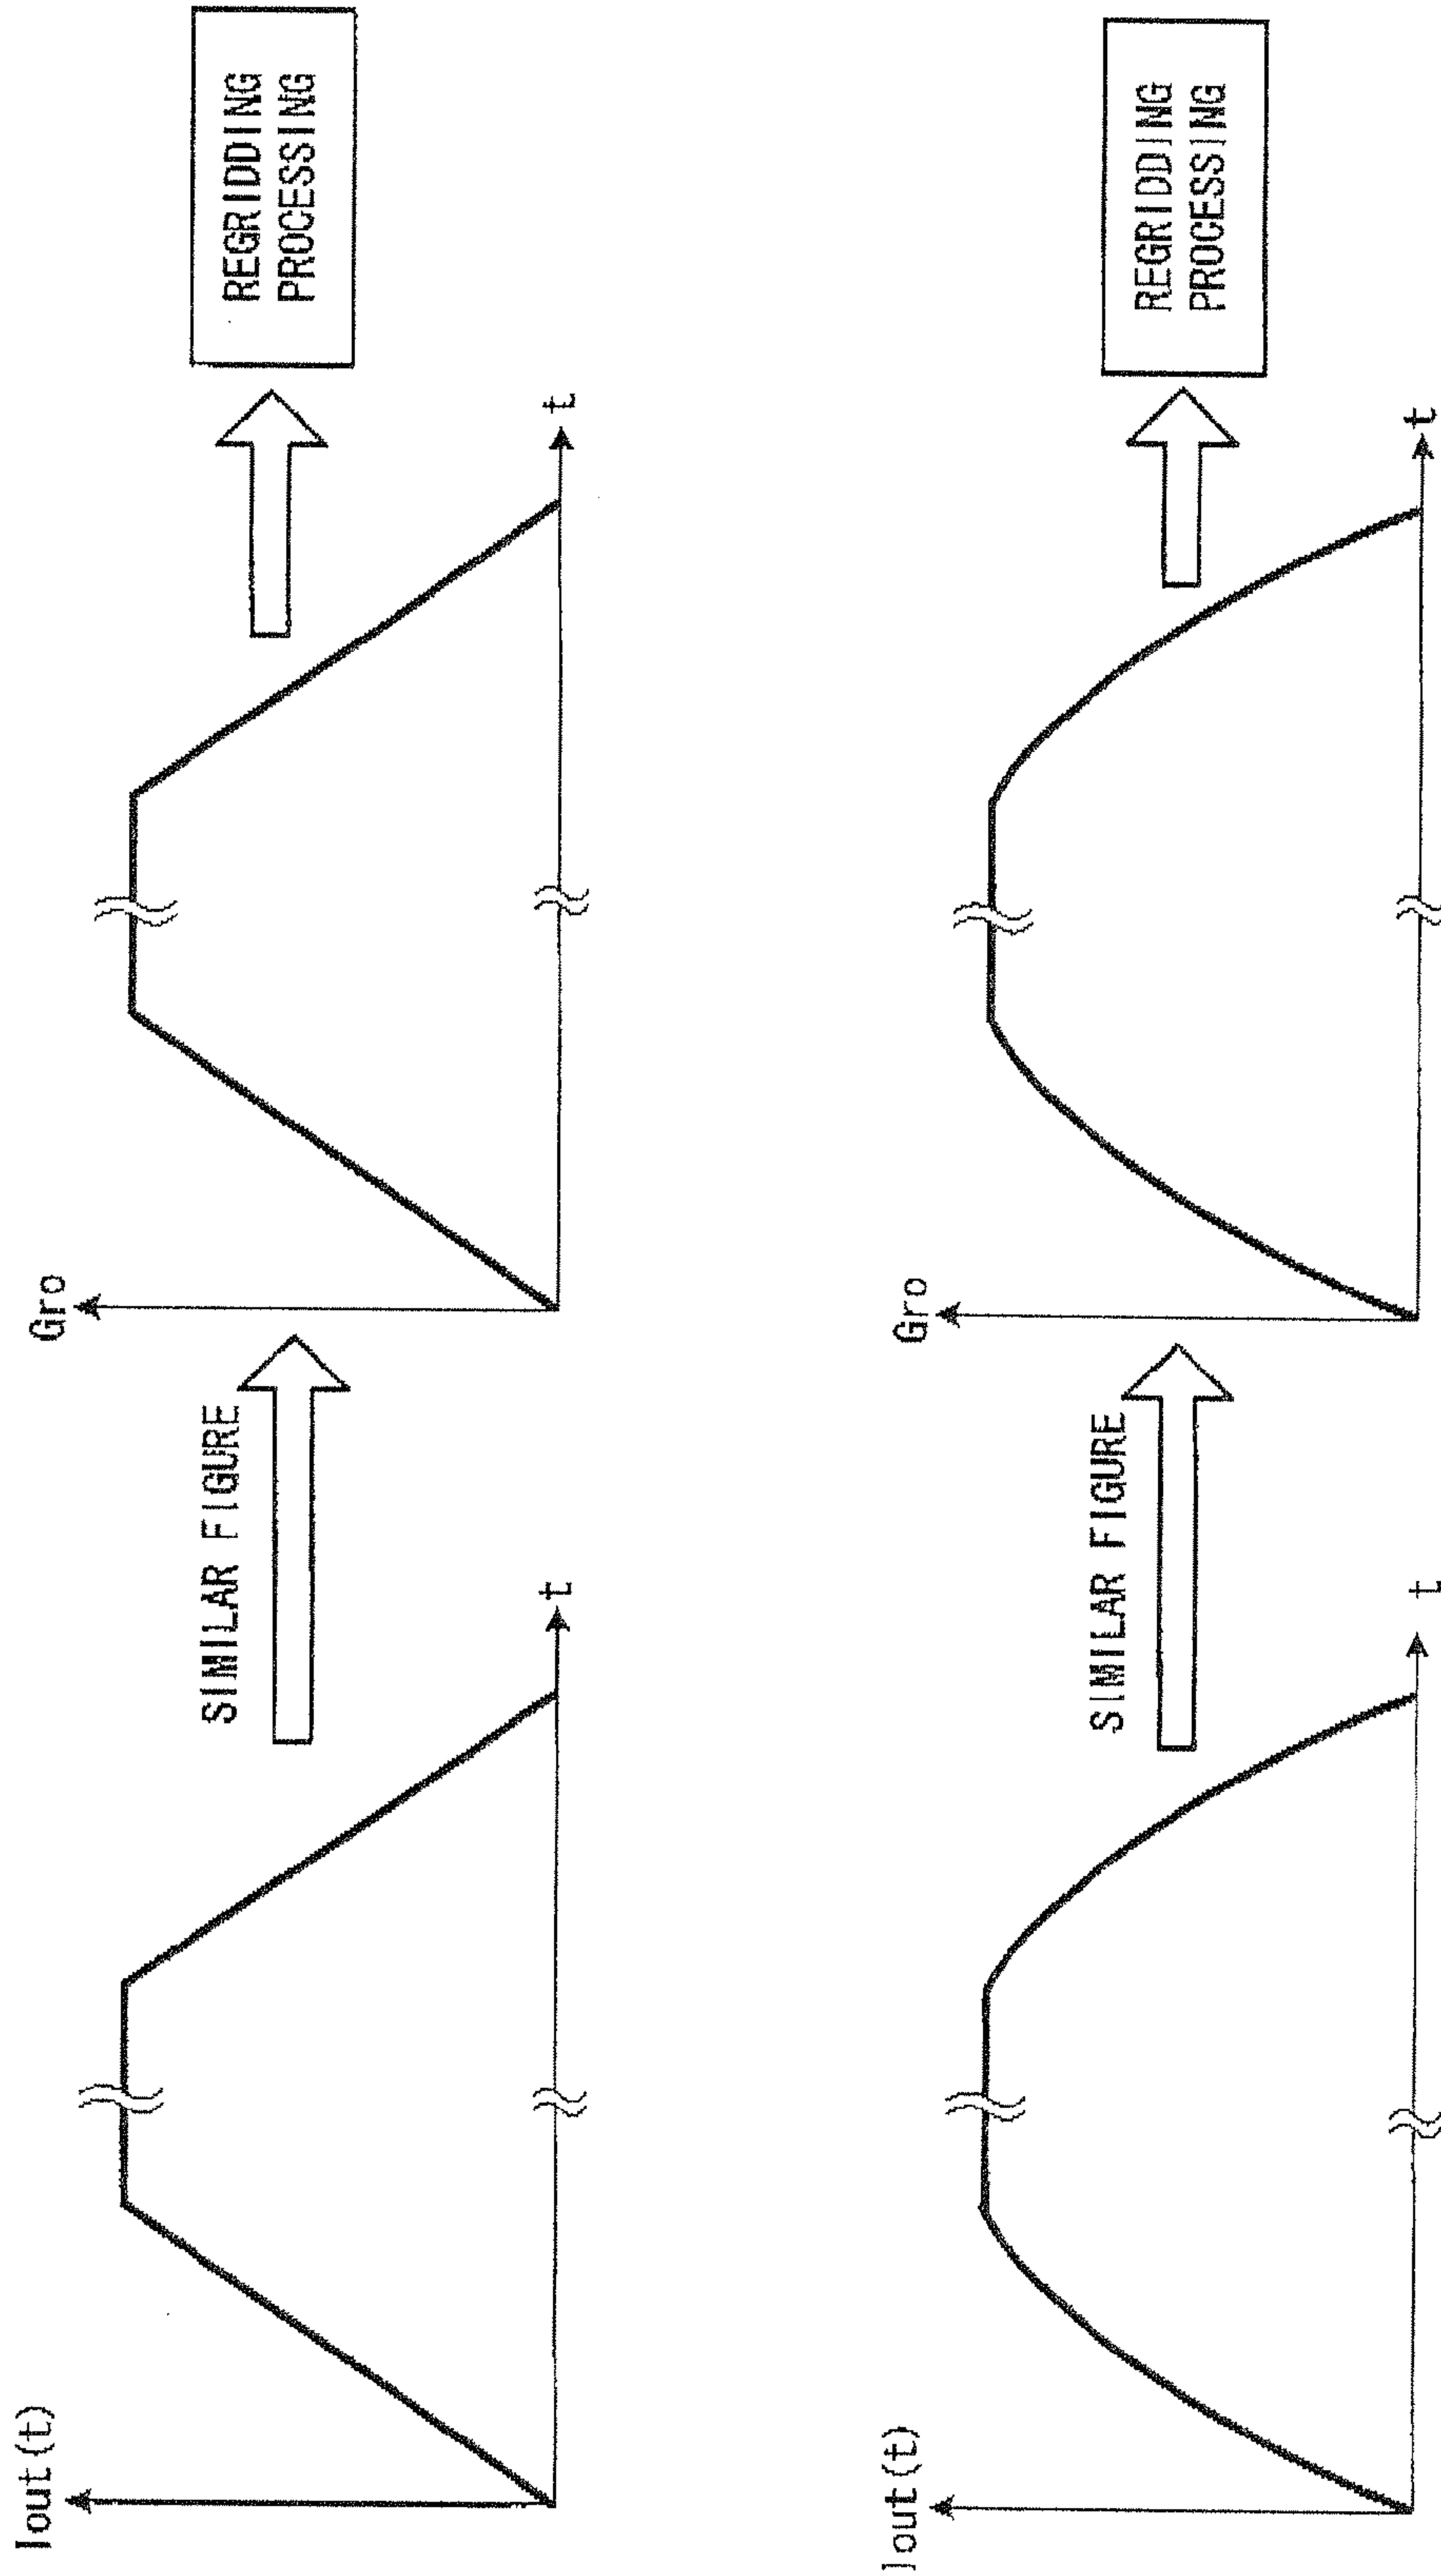 Iout(t)
t
SIMILAR FIGURE
Gro
t
REGRIDDING
PROCESSING
Iout(t)
t
SIMILAR FIGURE
Gro
t
REGRIDDING
PROCESSING